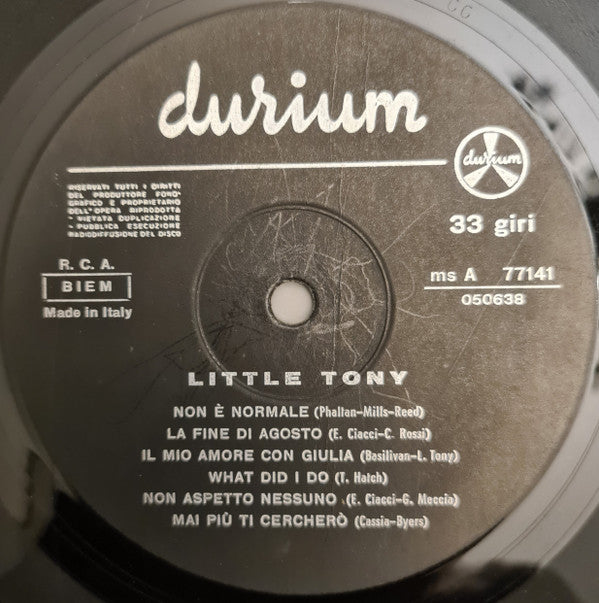 CC
durium
durium
RISERVATI TUTTI I DIRITTI
DEL PRODUTTORE FONO-
GRAFICO E PROPRIETARIO
DELL'OPERA RIPRODOTTA
- VIETATA DUPLICAZIONE
- PUBBLICA ESECUZIONE
RADIODIFFUSIONE DEL DISCO
33 giri
R. C. A.
BIEM
Made in Italy
ms A 77141
050638
LITTLE TONY
NON È NORMALE (Phaltan-Mills-Reed)
LA FINE DI AGOSTO (E. Ciacci-C. Rossi)
IL MIO AMORE CON GIULIA (Basilivan-L. Tony)
WHAT DID I DO (T. Hatch)
NON ASPETTO NESSUNO (E. Ciacci-G. Meccia)
MAI PIÙ TI CERCHERÒ (Cassia-Byers)